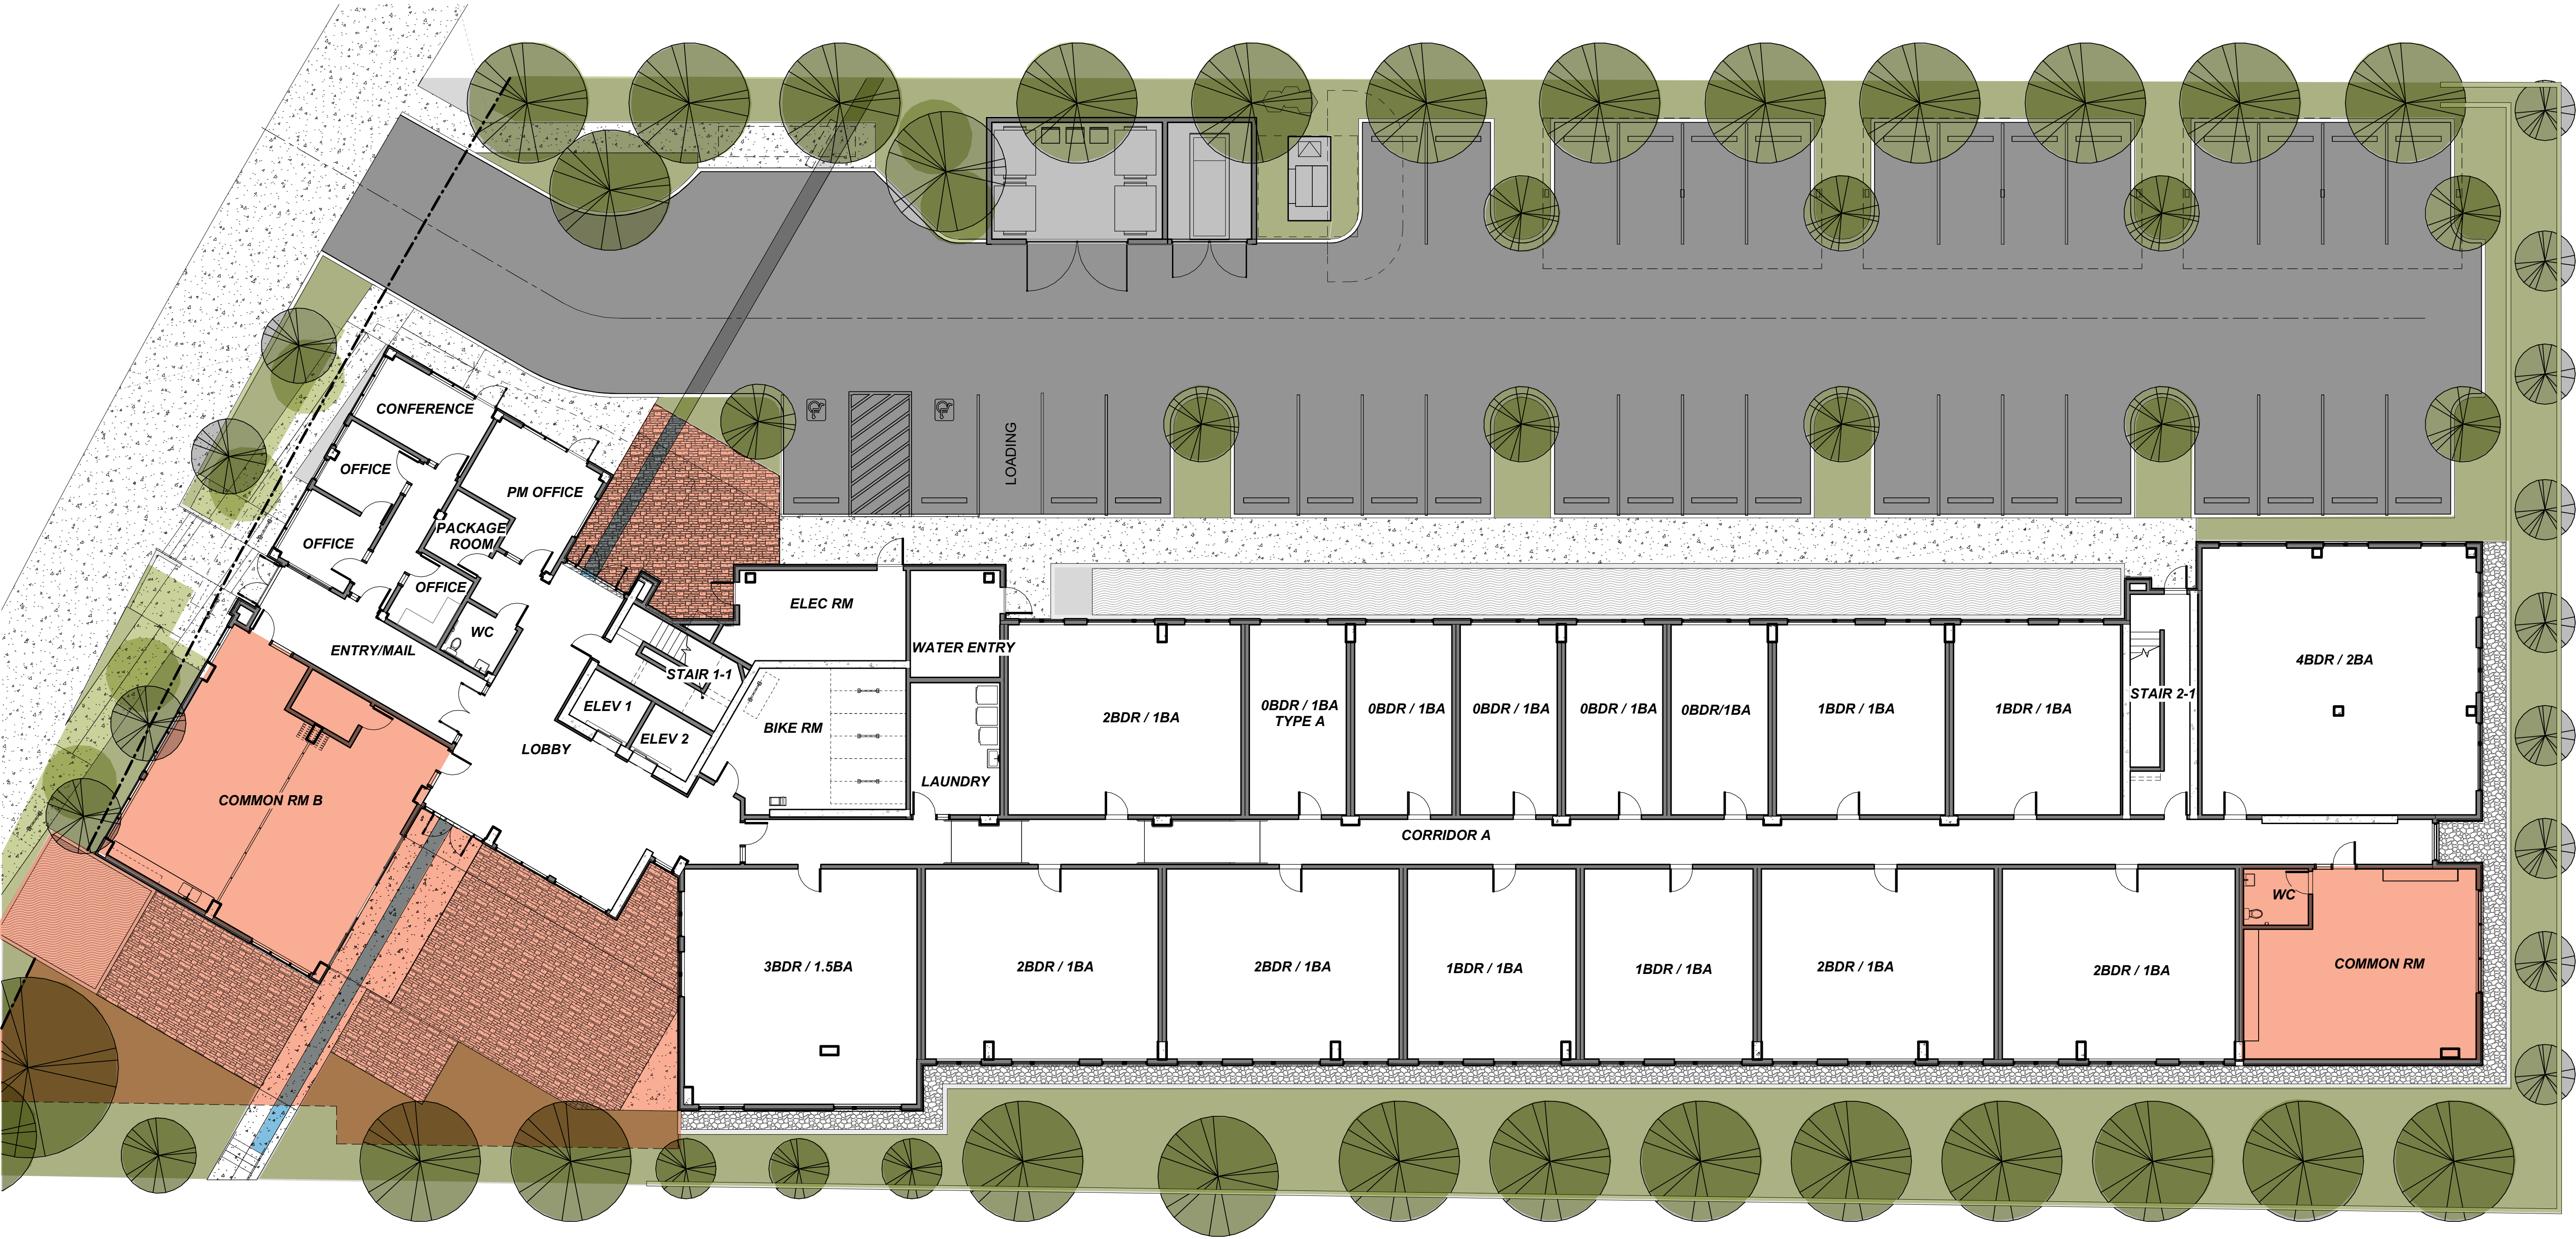 CONFERENCE
OFFICE
PM OFFICE
LOADING
PACKAGE
ROOM
OFFICE
OFFICE
WC
ENTRY/MAIL
ELEC RM
WATER ENTRY
STAIR 1-1
ELEV 1
ELEV 2
BIKE RM
LOBBY
LAUNDRY
COMMON RM B
2BDR / 1BA
0BDR / 1BA
TYPE A
0BDR / 1BA
0BDR / 1BA
0BDR / 1BA
0BDR/1BA
1BDR / 1BA
1BDR / 1BA
STAIR 2-1
4BDR / 2BA
CORRIDOR A
3BDR / 1.5BA
2BDR / 1BA
2BDR / 1BA
1BDR / 1BA
1BDR / 1BA
2BDR / 1BA
2BDR / 1BA
WC
COMMON RM